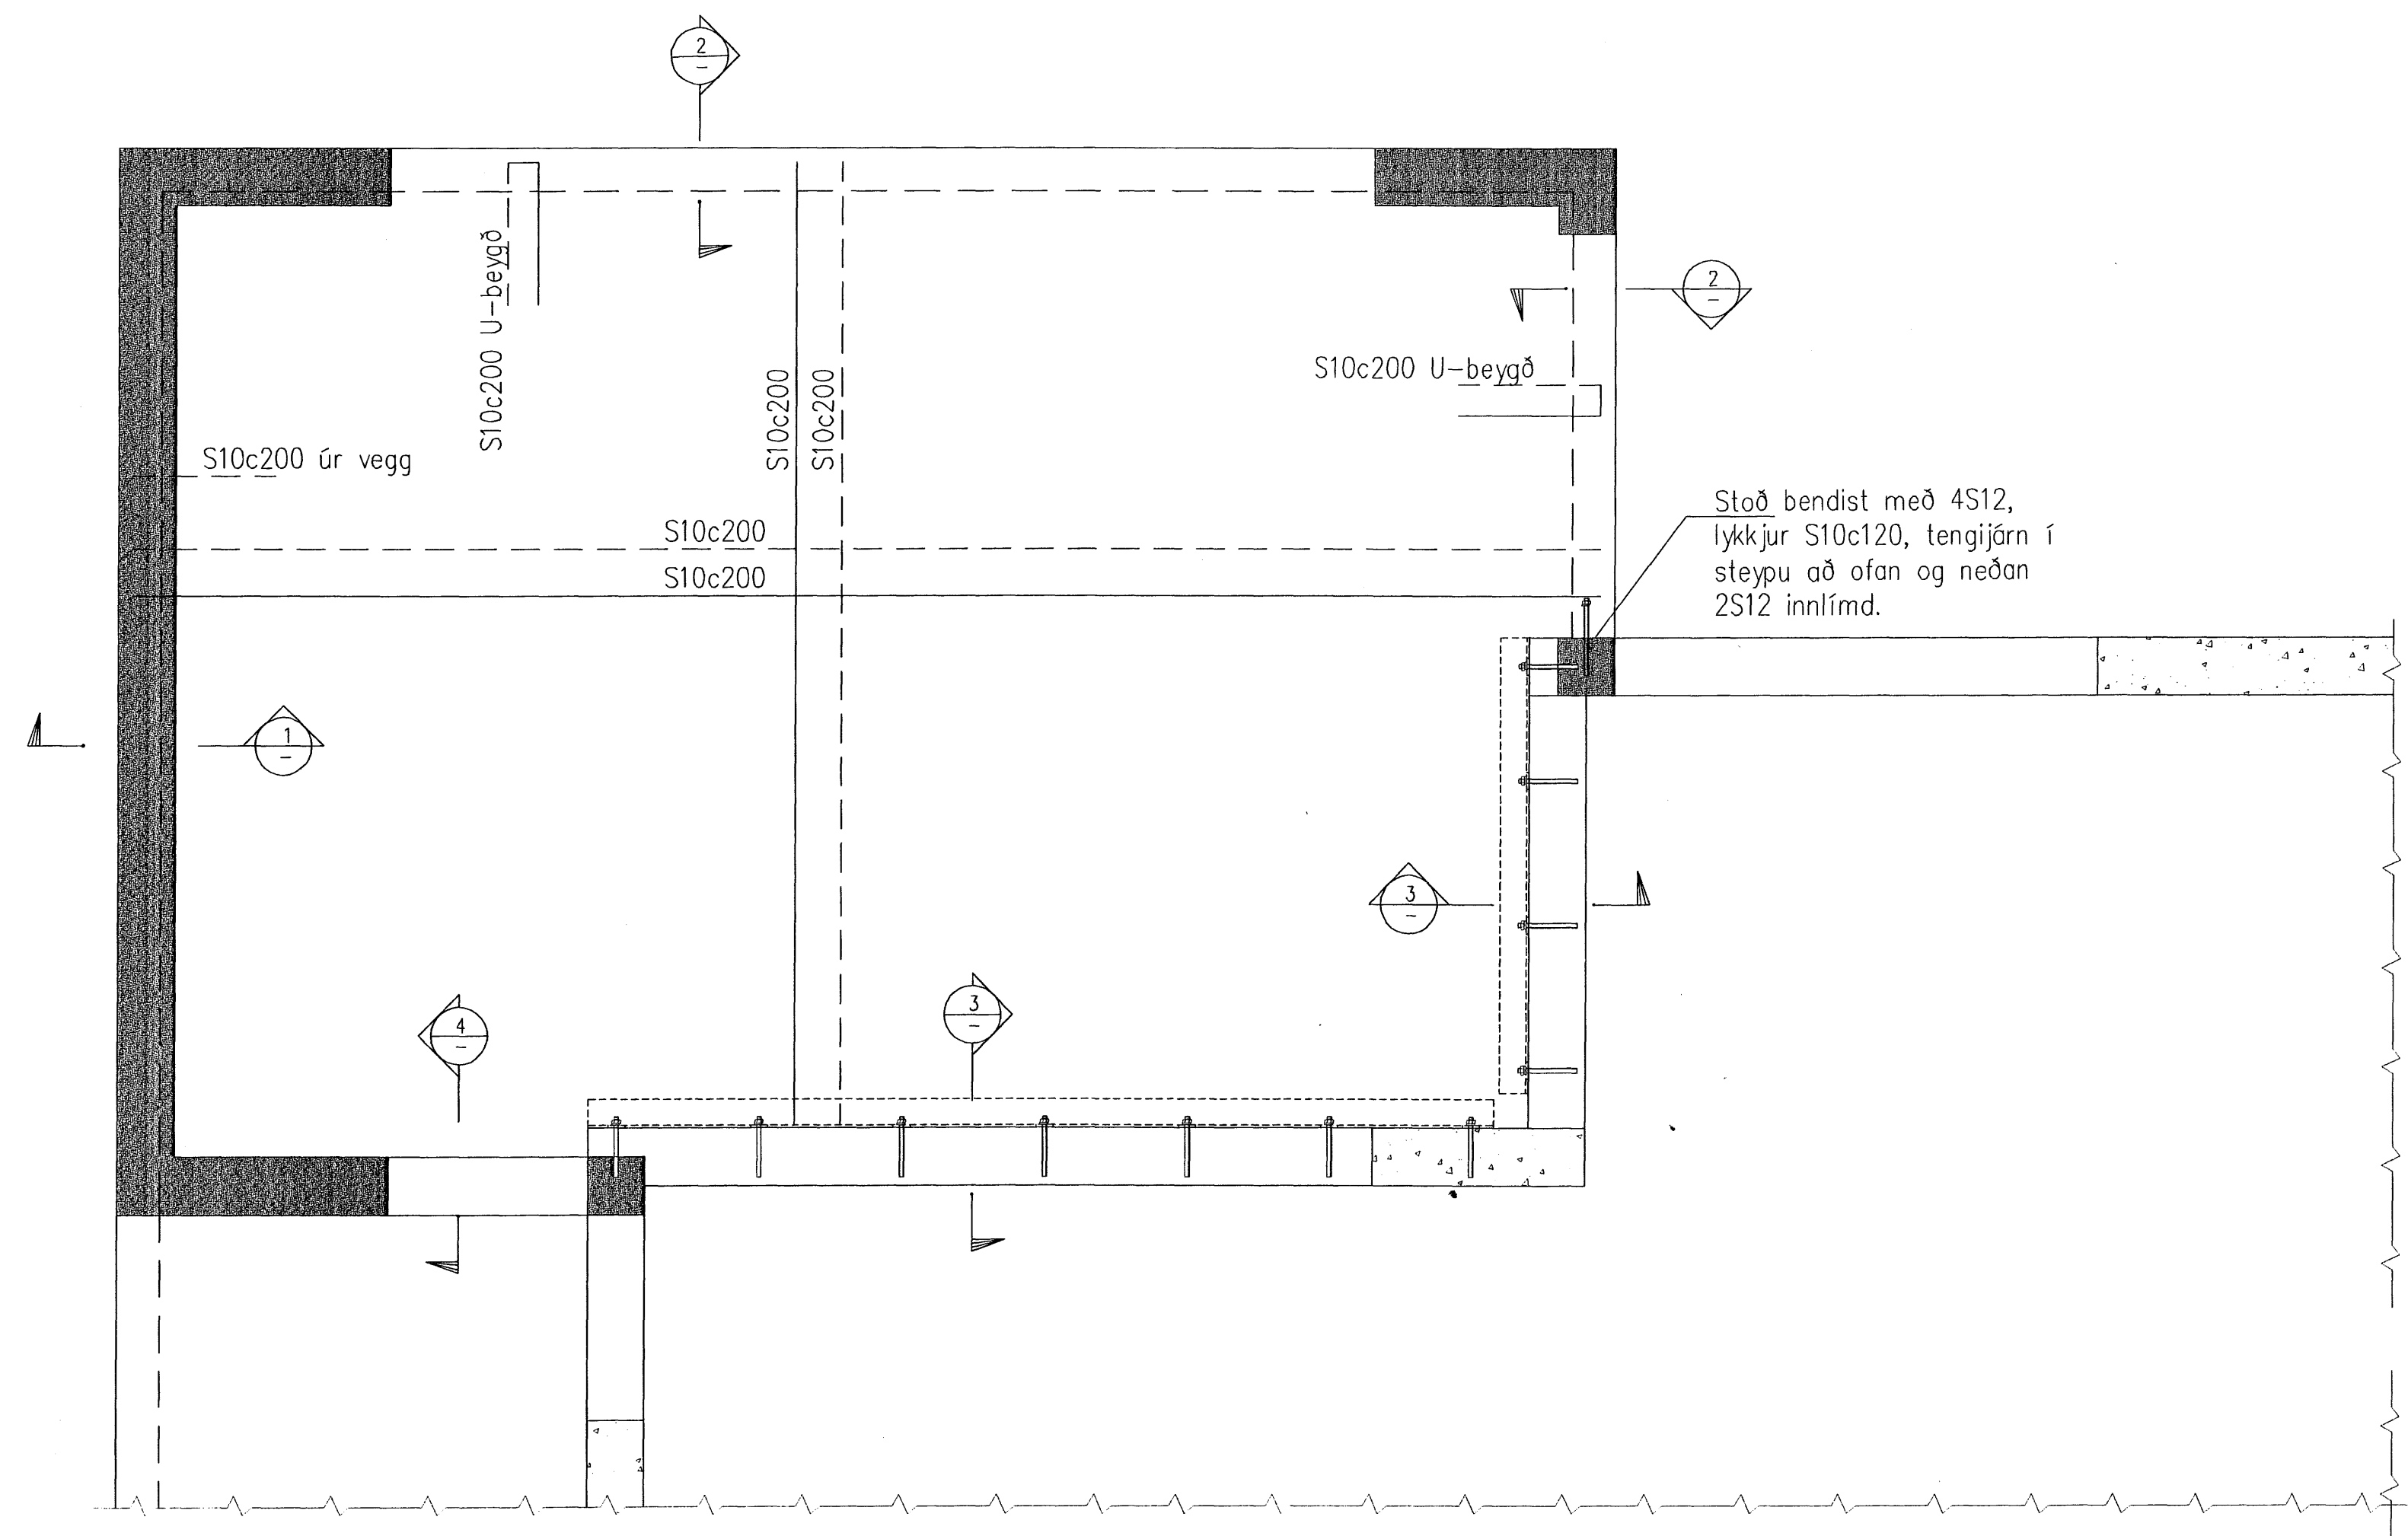 2
–
S10c200 U-beygð
S10c200
S10c200
2
–
S10c200 U-beygð
S10c200 úr vegg
S10c200
S10c200
Stoð bendist með 4S12,
lykkjur S10c120, tengijárn í
steypu að ofan og neðan
2S12 innlímd.
1
–
3
–
4
–
3
–